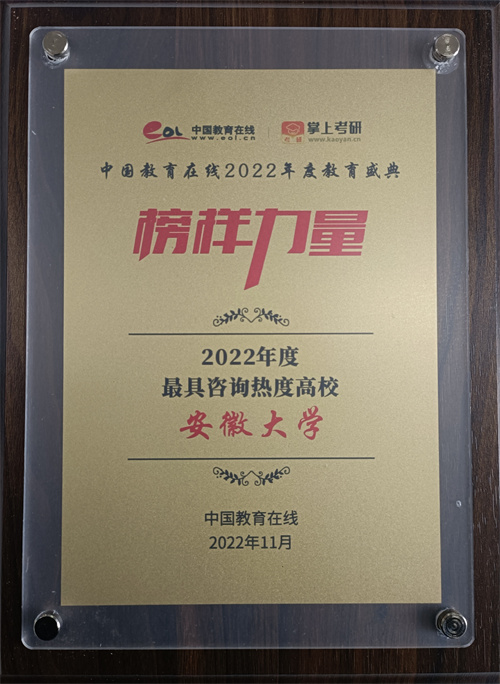 eoL 中国教育在线 www.eol.cn 考研 掌上考研 www.kaoyan.cn
中国教育在线2022年度教育盛典
榜样力量
2022年度
最具咨询热度高校
安徽大学
中国教育在线
2022年11月